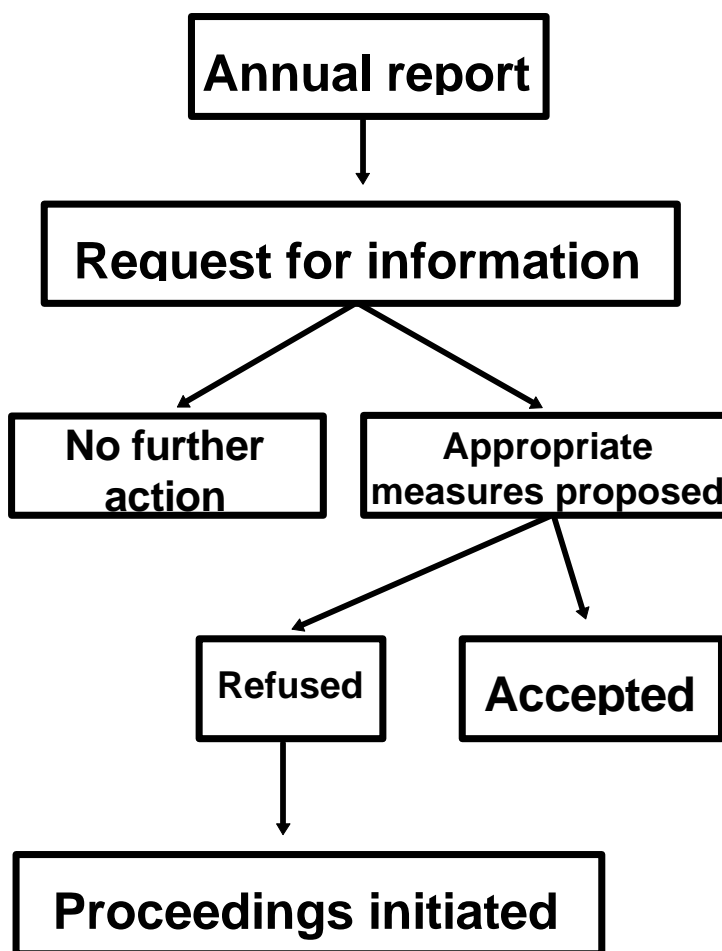 Annual report
Request for information
No further
action
Appropriate
measures proposed
Refused
Accepted
Proceedings initiated